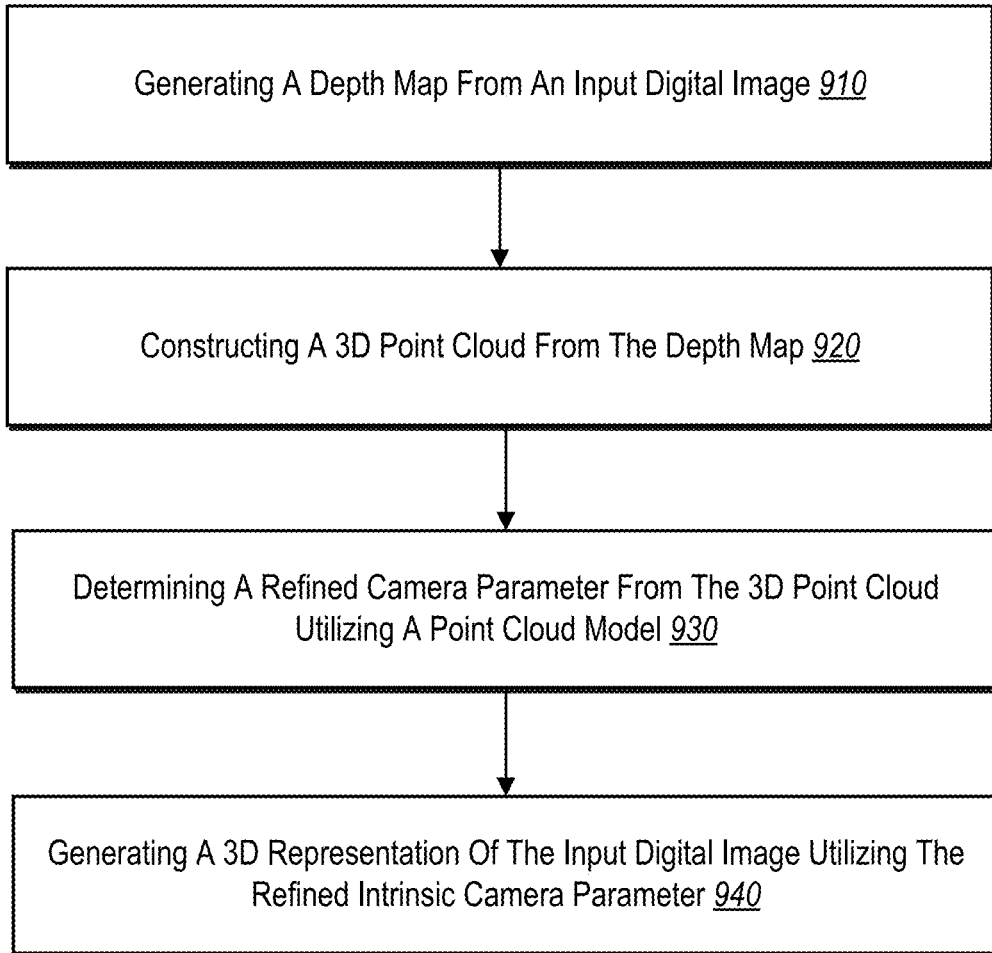 Generating A Depth Map From An Input Digital Image 910
Constructing A 3D Point Cloud From The Depth Map 920
Determining A Refined Camera Parameter From The 3D Point Cloud
Utilizing A Point Cloud Model 930
Generating A 3D Representation Of The Input Digital Image Utilizing The
Refined Intrinsic Camera Parameter 940